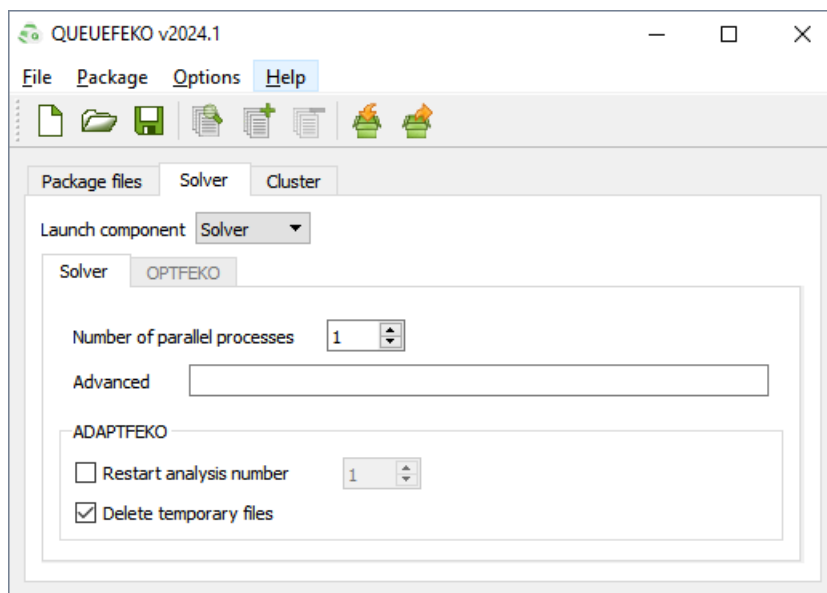 QUEUEFEKO v2024.1
File Package Options Help
Package files Solver Cluster
Launch component Solver
Solver OPTFEKO
Number of parallel processes 1
Advanced
ADAPTFEKO
Restart analysis number 1
Delete temporary files